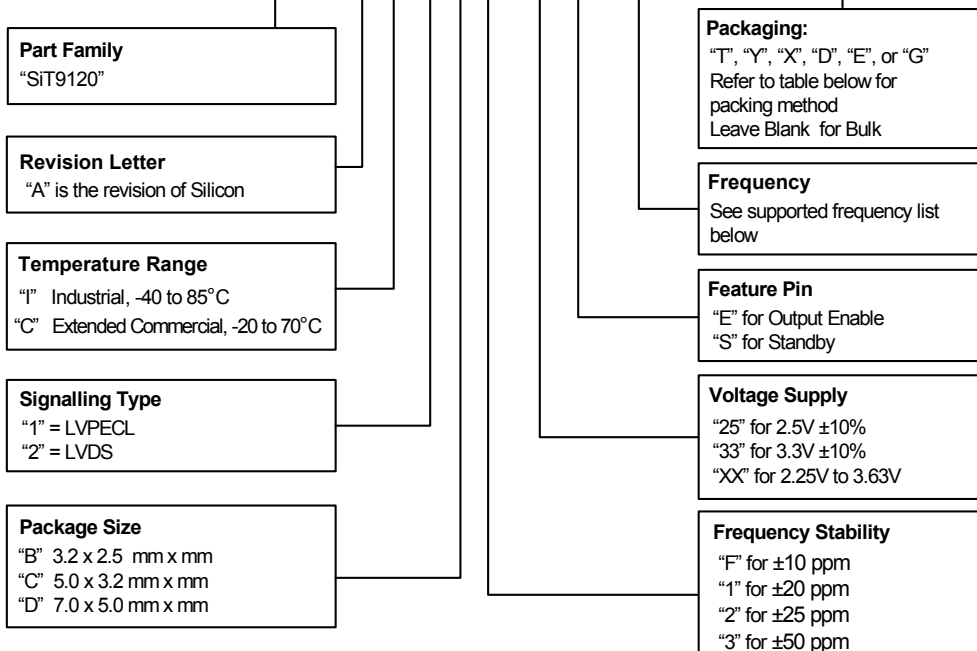 Part Family
“SiT9120”
Revision Letter
“A” is the revision of Silicon
Temperature Range
“I” Industrial, -40 to 85°C
“C” Extended Commercial, -20 to 70°C
Signalling Type
“1” = LVPECL
“2” = LVDS
Package Size
“B” 3.2 x 2.5 mm x mm
“C” 5.0 x 3.2 mm x mm
“D” 7.0 x 5.0 mm x mm
Packaging:
“T”, “Y”, “X”, “D”, “E”, or “G”
Refer to table below for
packing method
Leave Blank for Bulk
Frequency
See supported frequency list
below
Feature Pin
“E” for Output Enable
“S” for Standby
Voltage Supply
“25” for 2.5V ±10%
“33” for 3.3V ±10%
“XX” for 2.25V to 3.63V
Frequency Stability
“F” for ±10 ppm
“1” for ±20 ppm
“2” for ±25 ppm
“3” for ±50 ppm